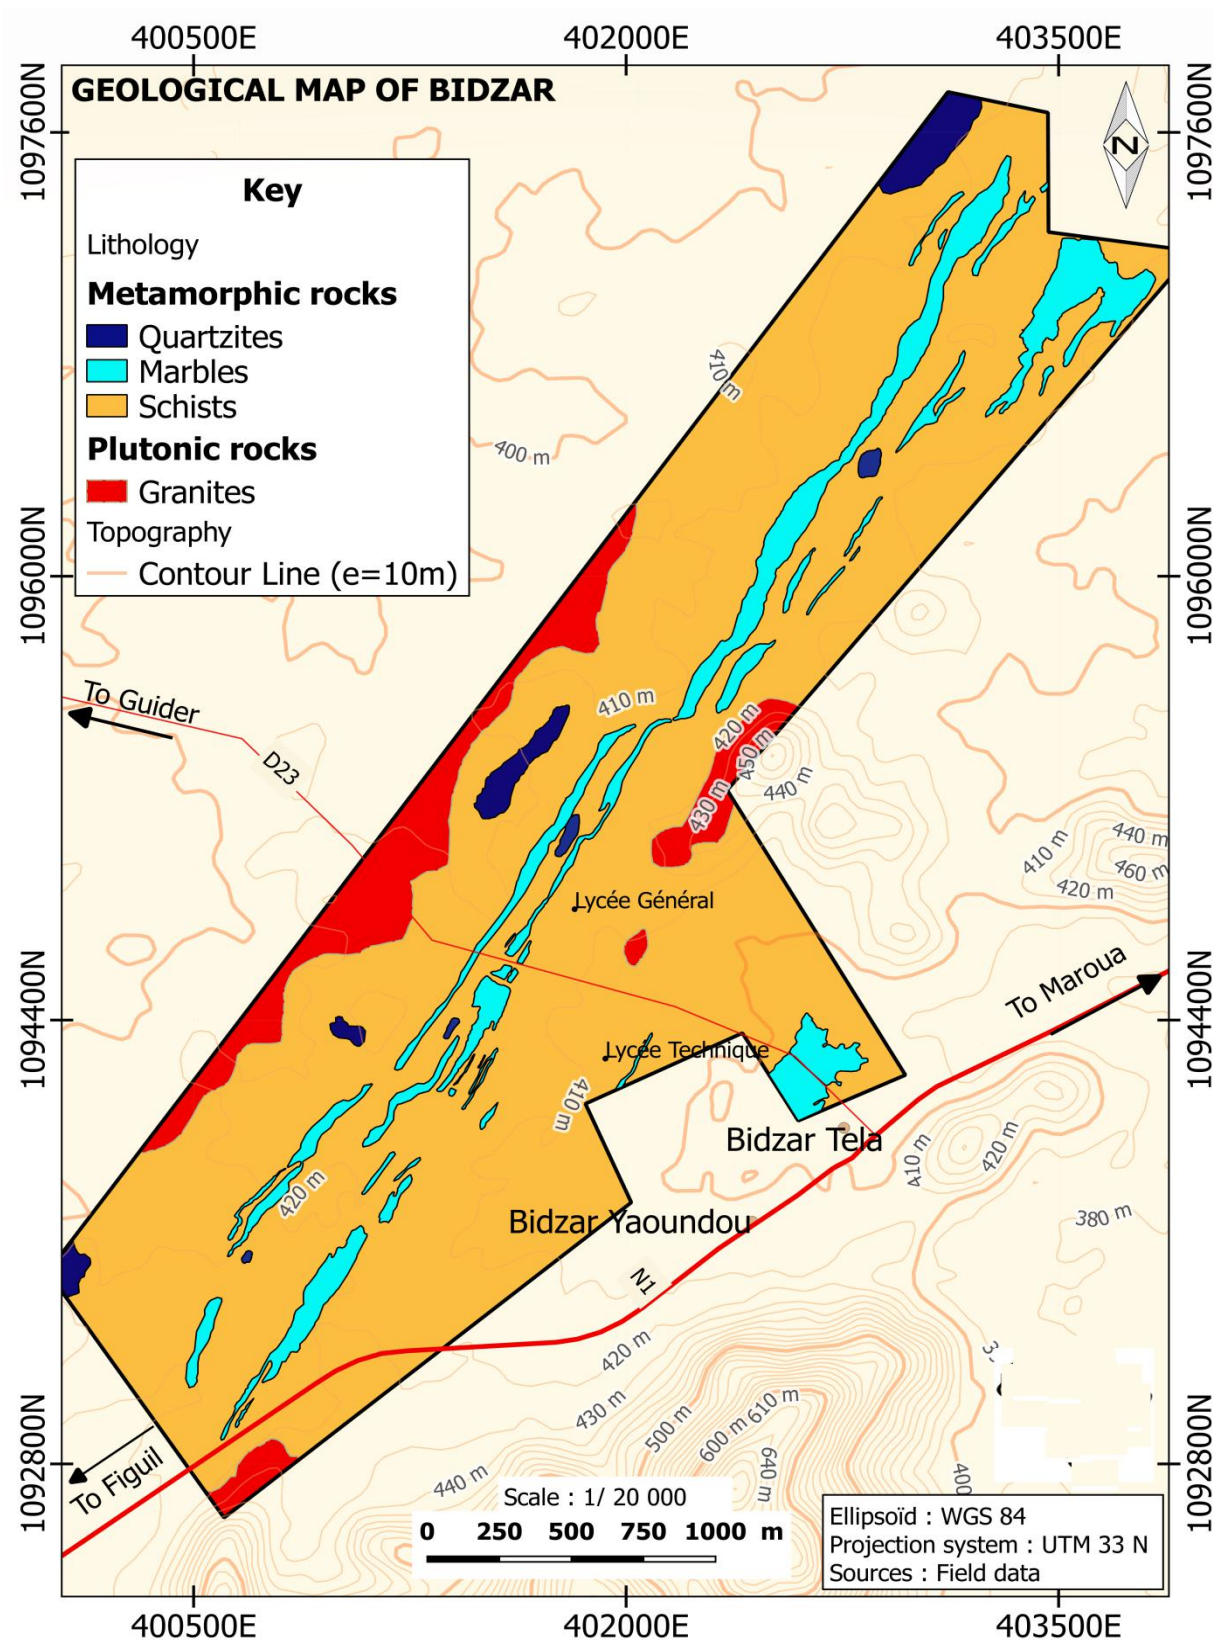 400500E
402000E
403500E
GEOLOGICAL MAP OF BIDZAR
1097600N
1097600N
N
Key
Lithology
Metamorphic rocks
Quartzites
Marbles
Schists
Plutonic rocks
Granites
Topography
Contour Line (e=10m)
410 m
400 m
1096000N
1096000N
To Guider
D23
410 m
420 m
450 m
440 m
430 m
410 m
440 m
460 m
420 m
Lycée Général
To Maroua
1094400N
1094400N
Lycée Technique
410 m
Bidzar Tela
410 m
420 m
420 m
Bidzar Yaoundou
380 m
N1
420 m
430 m
500 m
600 m
610 m
640 m
440 m
400
To Figuil
1092800N
1092800N
Scale : 1/ 20 000
0 250 500 750 1000 m
Ellipsoïd : WGS 84
Projection system : UTM 33 N
Sources : Field data
400500E
402000E
403500E